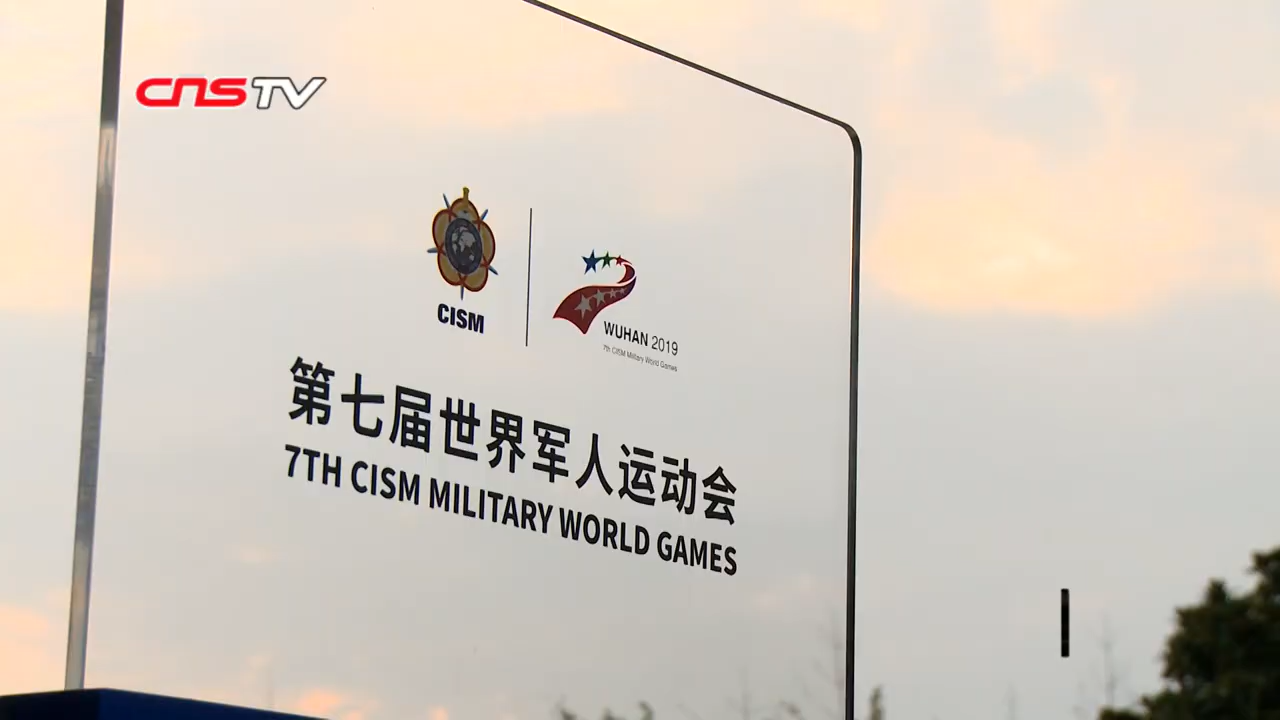 CNSTV
CISM
WUHAN 2019
7th CISM Military World Games
第七届世界军人运动会
7TH CISM MILITARY WORLD GAMES